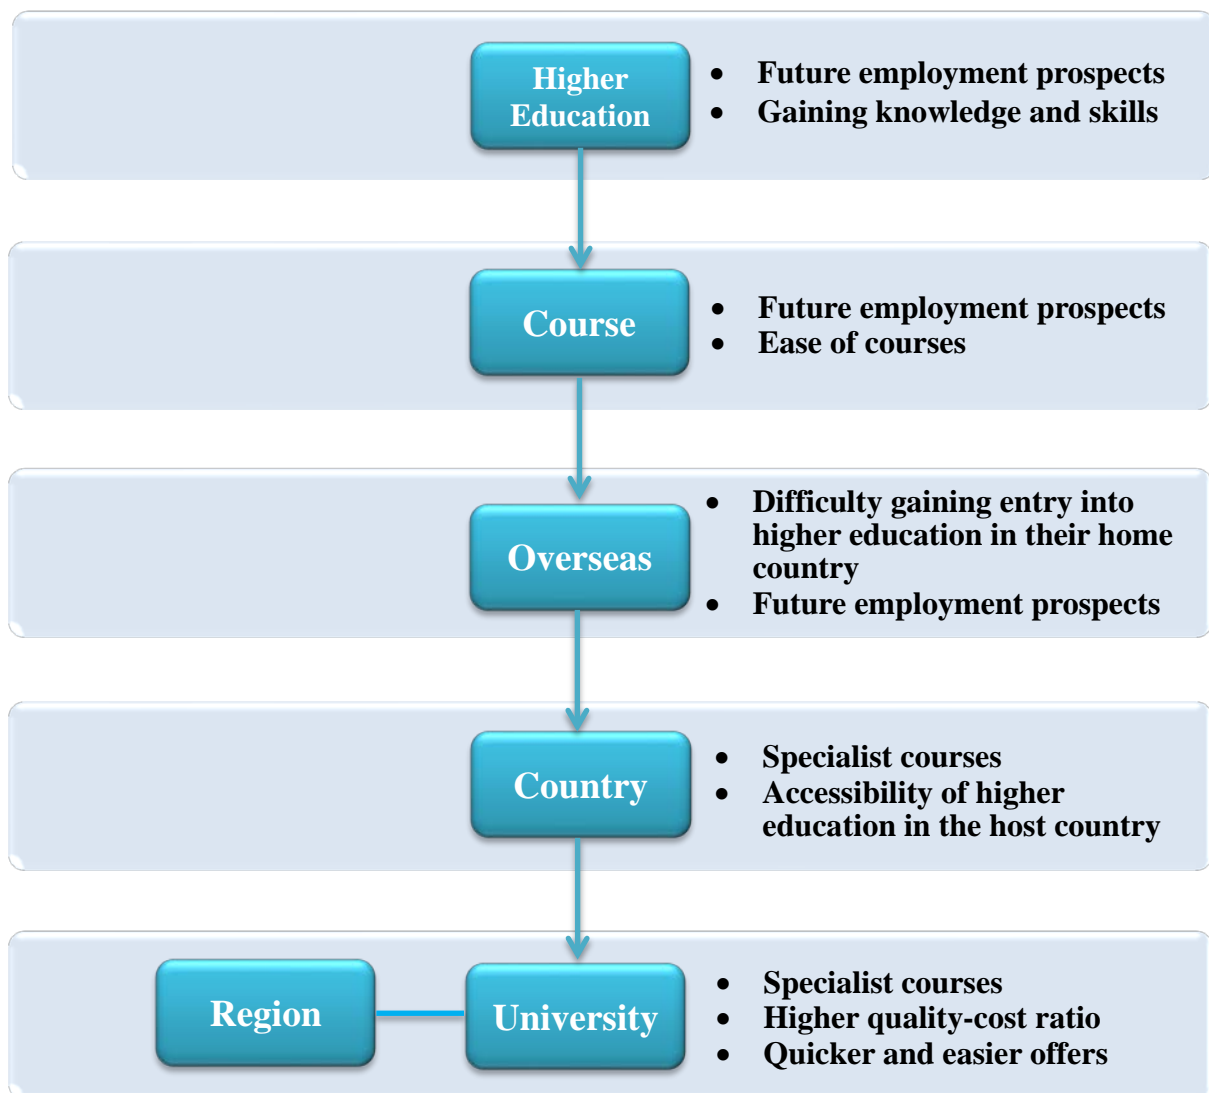 Higher
Education
• Future employment prospects
• Gaining knowledge and skills
Course
• Future employment prospects
• Ease of courses
Overseas
• Difficulty gaining entry into
higher education in their home
country
• Future employment prospects
Country
• Specialist courses
• Accessibility of higher
education in the host country
Region
University
• Specialist courses
• Higher quality-cost ratio
• Quicker and easier offers